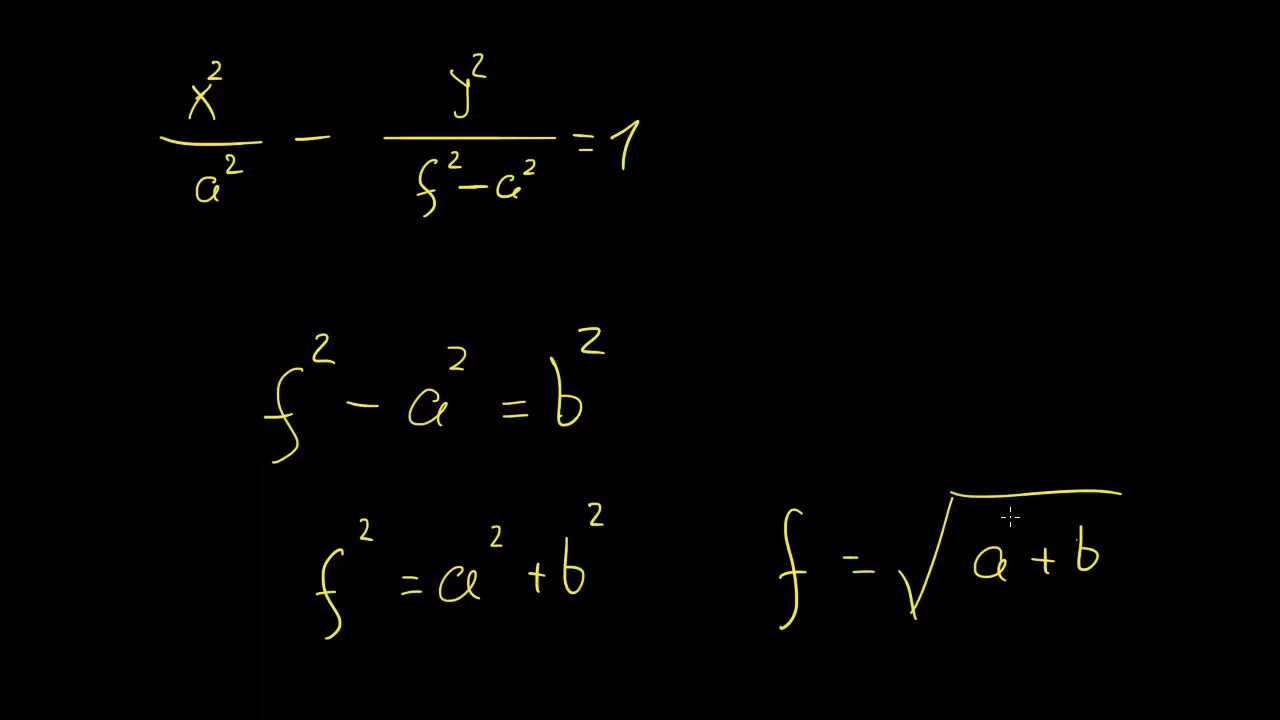 x²/a² − y²/(f² − a²) = 1
f² − a² = b²
f² = a² + b²
f = √(a + b)